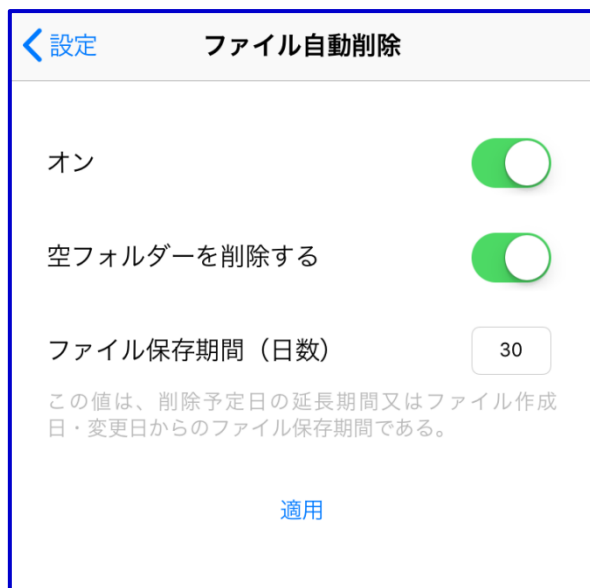 設定 ファイル自動削除
オン
空フォルダーを削除する
ファイル保存期間（日数） 30
この値は、削除予定日の延長期間又はファイル作成
日・変更日からのファイル保存期間である。
適用